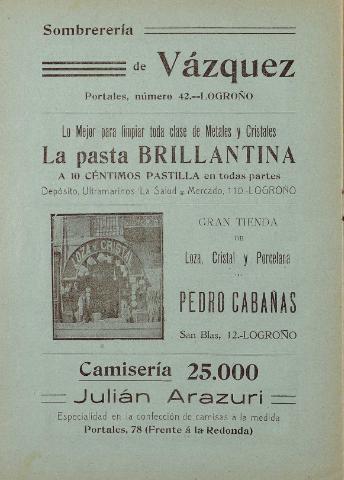 Sombrerería
de Vázquez
Portales, número 42.--LOGROÑO
Lo Mejor para limpiar toda clase de Metales y Cristales
La pasta BRILLANTINA
A 10 CÉNTIMOS PASTILLA en todas partes
Depósito, Ultramarinos La Salud Mercado, 110-LOGROÑO
LOZA Y CRISTA
GRAN TIENDA
DE
Loza, Cristal y Porcelana
PEDRO CABAÑAS
San Blas, 12.-LOGROÑO
Camisería 25.000
Julián Arazuri
Especialidad en la confección de camisas a la medida
Portales, 78 (Frente á la Redonda)